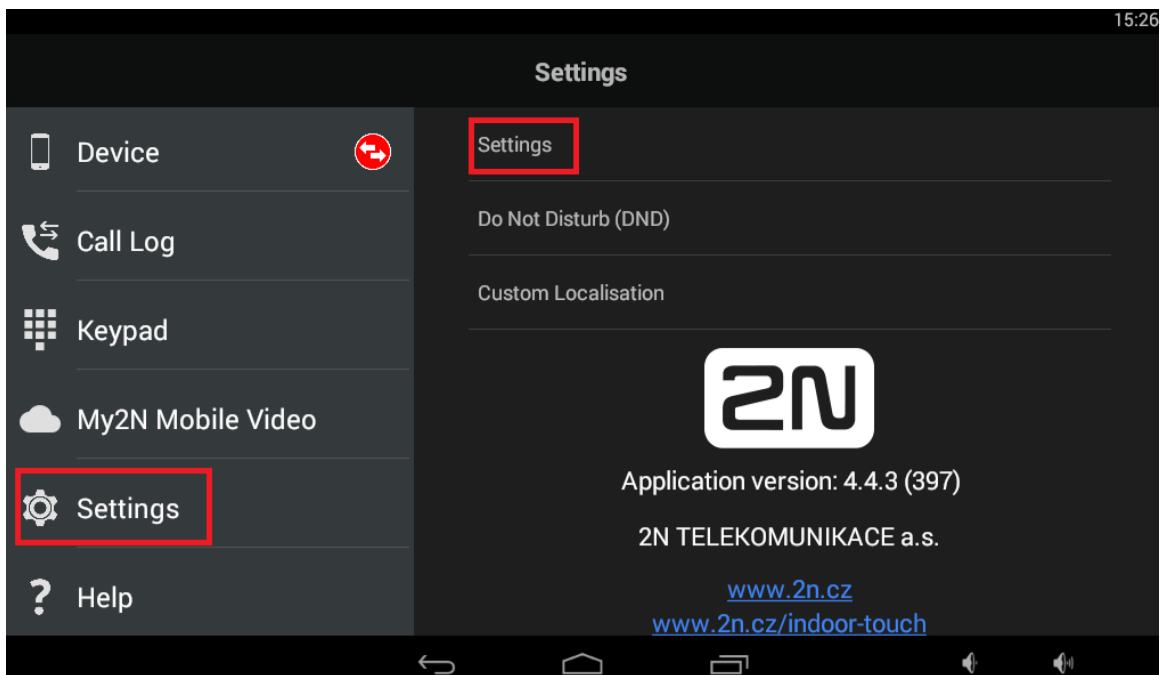 15:26
Settings
Device
Call Log
Keypad
My2N Mobile Video
Settings
Help
Settings
Do Not Disturb (DND)
Custom Localisation
2N
Application version: 4.4.3 (397)
2N TELEKOMUNIKACE a.s.
www.2n.cz
www.2n.cz/indoor-touch